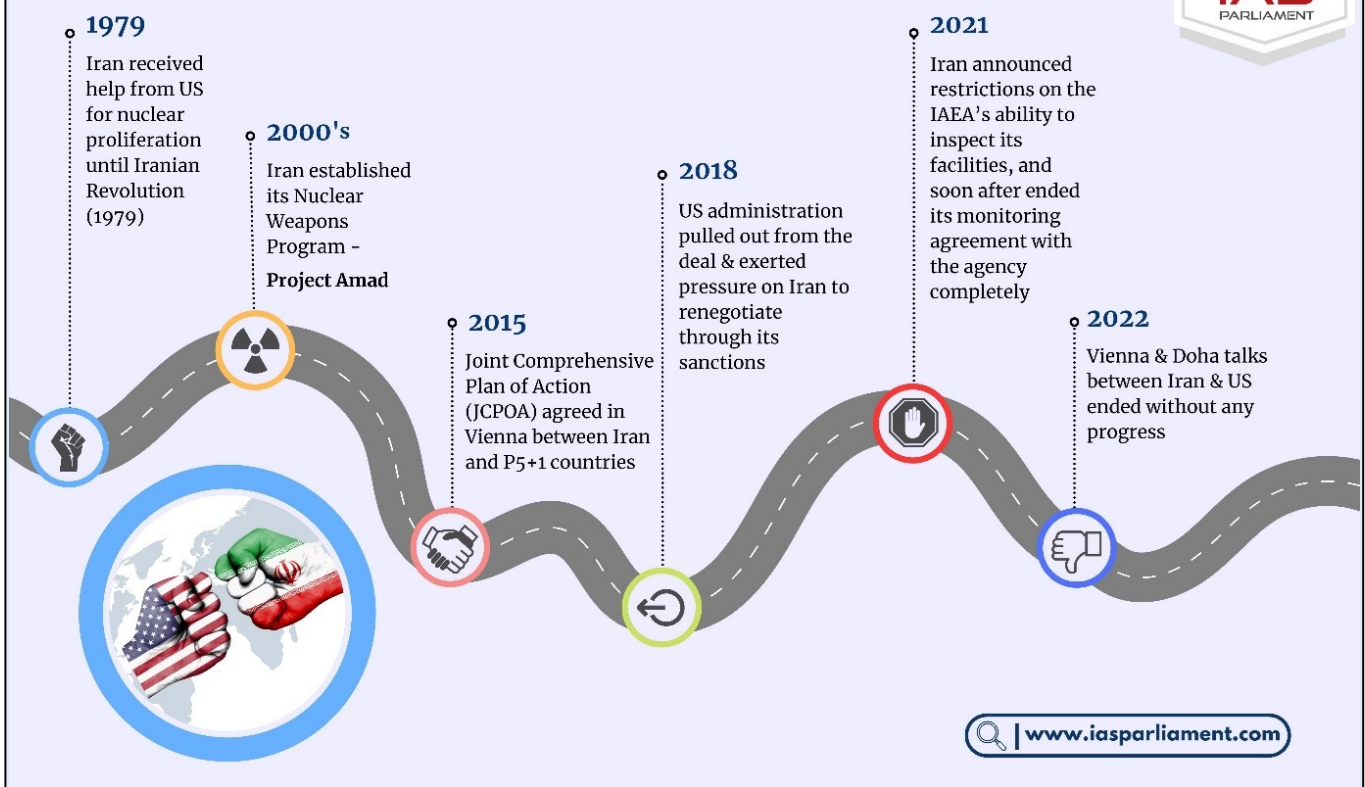 1979
Iran received
help from US
for nuclear
proliferation
until Iranian
Revolution
(1979)
2000's
Iran established
its Nuclear
Weapons
Program -
Project Amad
2015
Joint Comprehensive
Plan of Action
(JCPOA) agreed in
Vienna between Iran
and P5+1 countries
2018
US administration
pulled out from the
deal & exerted
pressure on Iran to
renegotiate
through its
sanctions
2021
Iran announced
restrictions on the
IAEA’s ability to
inspect its
facilities, and
soon after ended
its monitoring
agreement with
the agency
completely
2022
Vienna & Doha talks
between Iran & US
ended without any
progress
PARLIAMENT
www.iasparliament.com